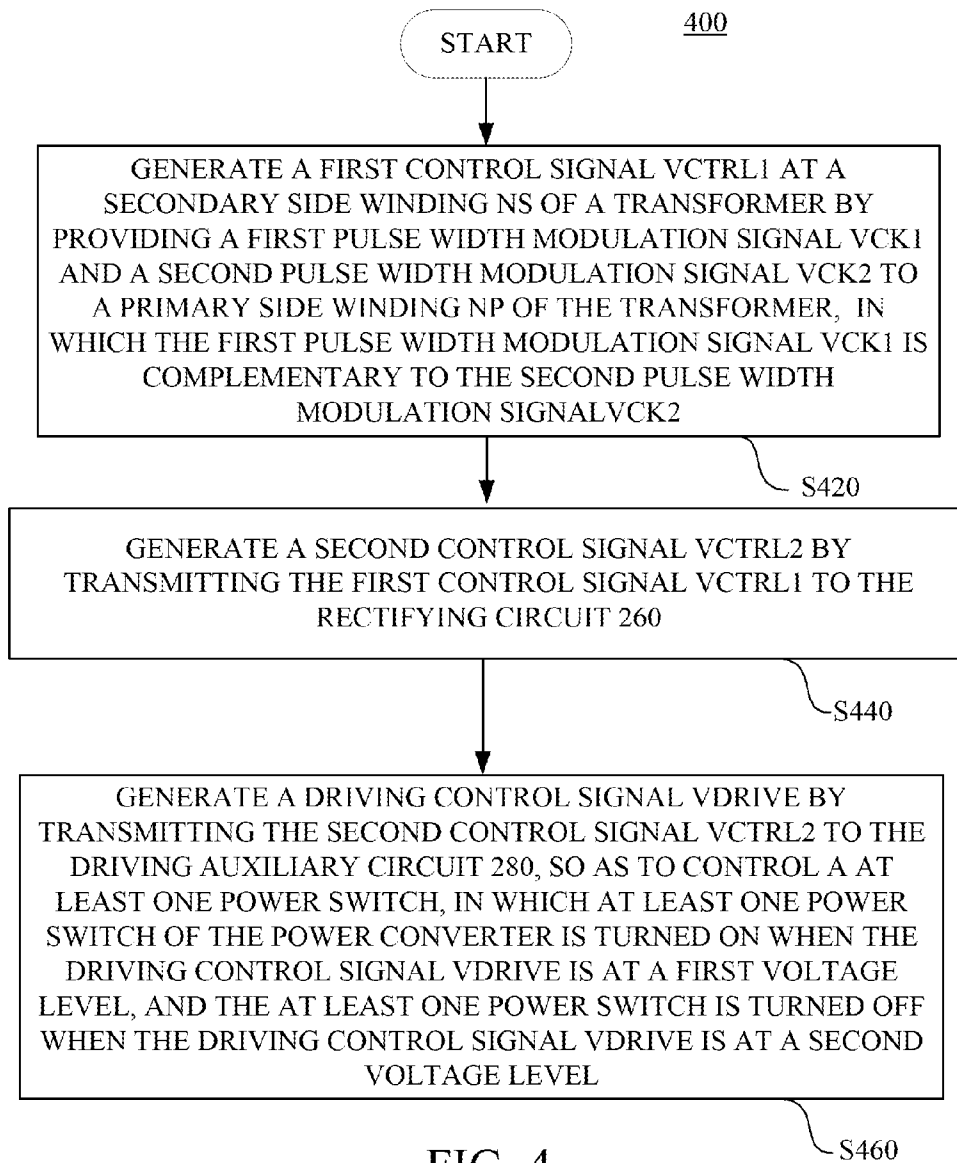 400
START
GENERATE A FIRST CONTROL SIGNAL VCTRL1 AT A
SECONDARY SIDE WINDING NS OF A TRANSFORMER BY
PROVIDING A FIRST PULSE WIDTH MODULATION SIGNAL VCK1
AND A SECOND PULSE WIDTH MODULATION SIGNAL VCK2 TO
A PRIMARY SIDE WINDING NP OF THE TRANSFORMER, IN
WHICH THE FIRST PULSE WIDTH MODULATION SIGNAL VCK1 IS
COMPLEMENTARY TO THE SECOND PULSE WIDTH
MODULATION SIGNALVCK2
S420
GENERATE A SECOND CONTROL SIGNAL VCTRL2 BY
TRANSMITTING THE FIRST CONTROL SIGNAL VCTRL1 TO THE
RECTIFYING CIRCUIT 260
S440
GENERATE A DRIVING CONTROL SIGNAL VDRIVE BY
TRANSMITTING THE SECOND CONTROL SIGNAL VCTRL2 TO THE
DRIVING AUXILIARY CIRCUIT 280, SO AS TO CONTROL A AT
LEAST ONE POWER SWITCH, IN WHICH AT LEAST ONE POWER
SWITCH OF THE POWER CONVERTER IS TURNED ON WHEN THE
DRIVING CONTROL SIGNAL VDRIVE IS AT A FIRST VOLTAGE
LEVEL, AND THE AT LEAST ONE POWER SWITCH IS TURNED OFF
WHEN THE DRIVING CONTROL SIGNAL VDRIVE IS AT A SECOND
VOLTAGE LEVEL
S460
FIG. 4